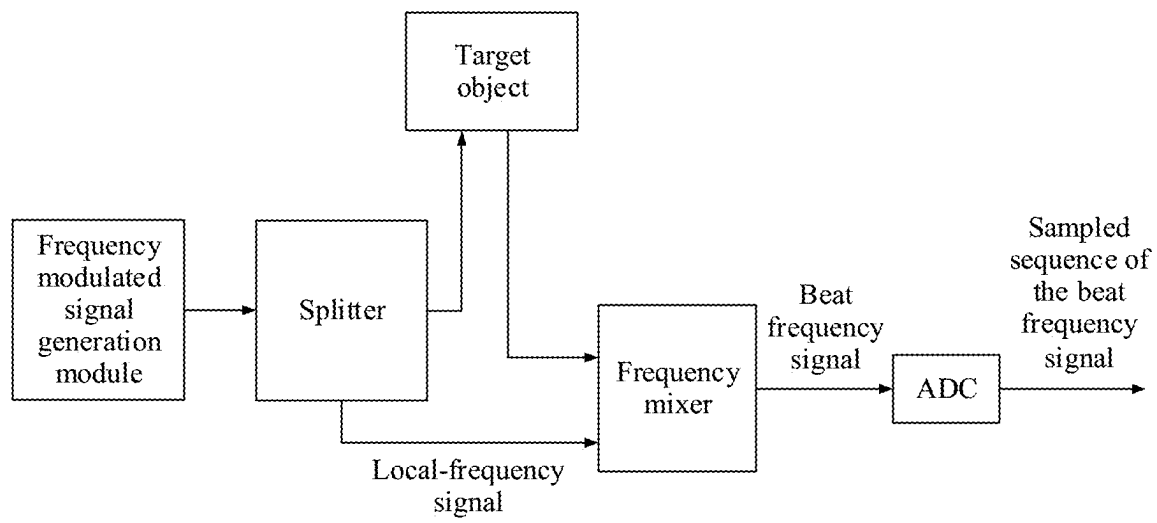 Target
object
Frequency
modulated
signal
generation
module
Splitter
Local-frequency
signal
Frequency
mixer
Beat
frequency
signal
ADC
Sampled
sequence of
the beat
frequency
signal